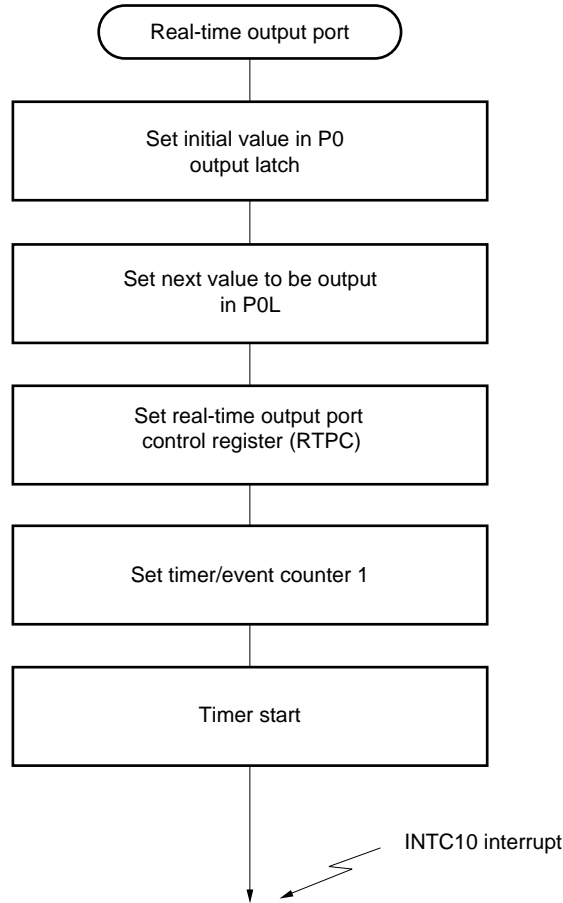 Real-time output port
Set initial value in P0
output latch
Set next value to be output
in P0L
Set real-time output port
control register (RTPC)
Set timer/event counter 1
Timer start
INTC10 interrupt